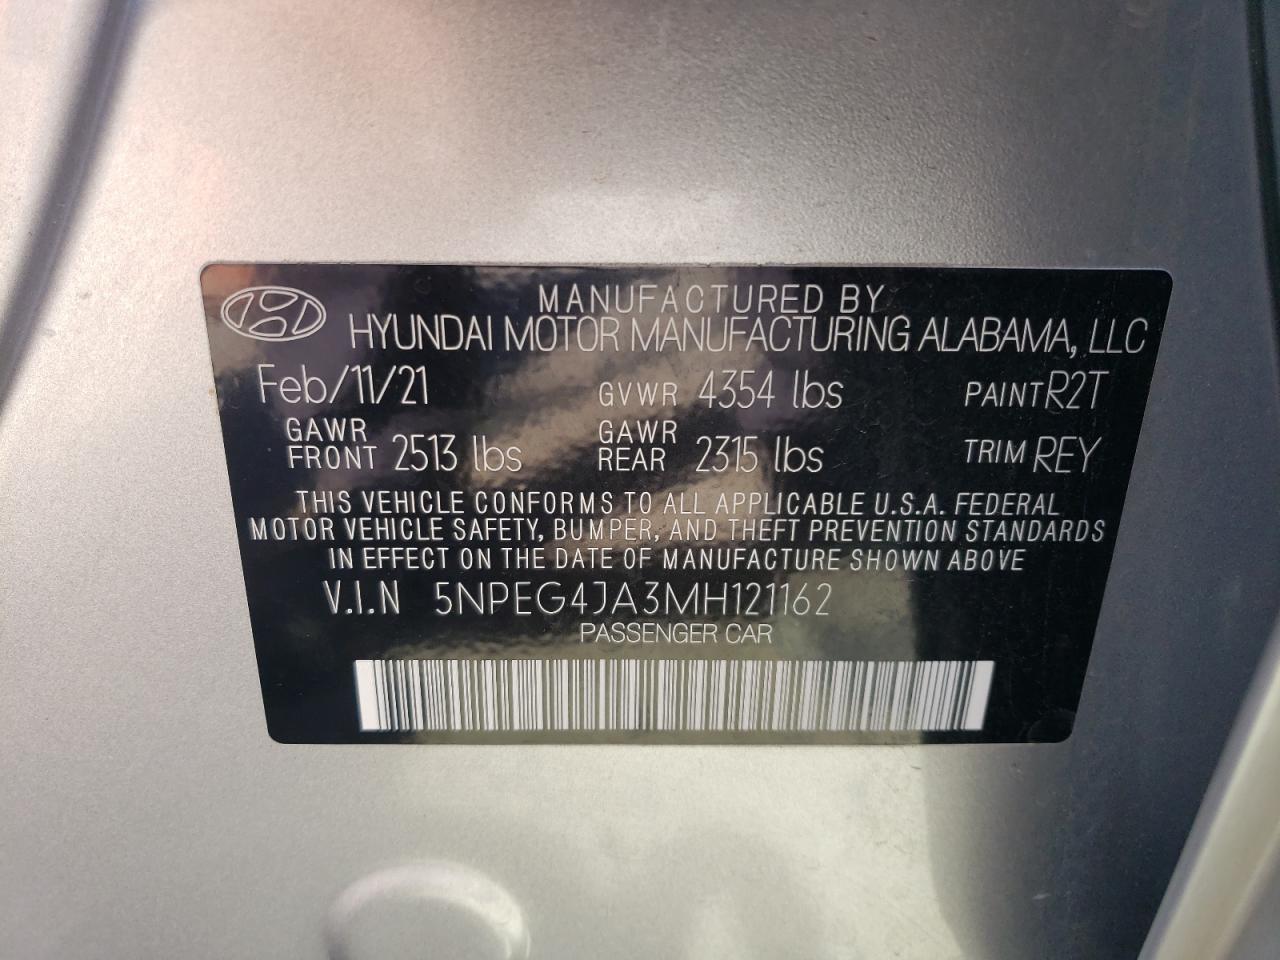 MANUFACTURED BY
HYUNDAI MOTOR MANUFACTURING ALABAMA, LLC
Feb/11/21 GVWR 4354 lbs PAINT R2T
GAWR FRONT 2513 lbs GAWR REAR 2315 lbs TRIM REY
THIS VEHICLE CONFORMS TO ALL APPLICABLE U.S.A. FEDERAL
MOTOR VEHICLE SAFETY, BUMPER, AND THEFT PREVENTION STANDARDS
IN EFFECT ON THE DATE OF MANUFACTURE SHOWN ABOVE
V.I.N 5NPEG4JA3MH121162
PASSENGER CAR